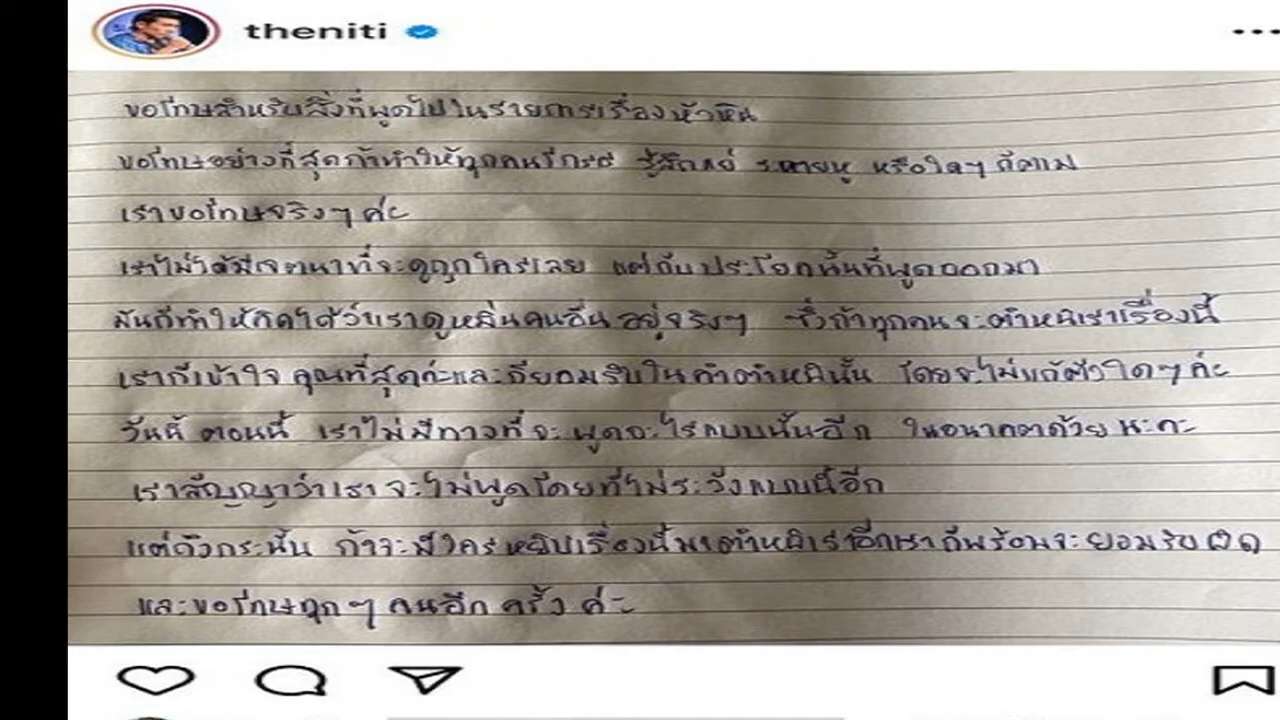 theniti
ขอโทษสำหรับสิ่งที่พูดไปในรายการเรื่องหัวหิน
ขอโทษอย่างที่สุดถ้าทำให้ทุกคนโกรธ รู้สึกแย่ ระคายหู หรือใดๆ ก็ตาม
เราขอโทษจริงๆ ค่ะ
เราไม่ได้มีเจตนาที่จะดูถูกใครเลย แต่กับประโยคนั้นที่พูดออกมา
มันก็ทำให้คิดได้ว่าเราดูหมิ่นคนอื่นอยู่จริงๆ ซึ่งถ้าทุกคนจะตำหนิเราเรื่องนี้
เราก็เข้าใจ คุณที่สุดค่ะและก็ยอมรับในคำตำหนินั้น โดยจะไม่แก้ตัวใดๆ ค่ะ
วันนี้ ตอนนี้ เราไม่มีทางที่จะพูดอะไรแบบนั้นอีก ในอนาคตด้วยนะคะ
เราสัญญาว่าเราจะไม่พูดโดยที่ไม่ระวังแบบนี้อีก
แต่ถึงกระนั้น ถ้าจะมีใครหยิบเรื่องนี้มาตำหนิเราอีกเราก็พร้อมจะยอมรับผิด
และขอโทษทุกๆ คนอีกครั้งค่ะ